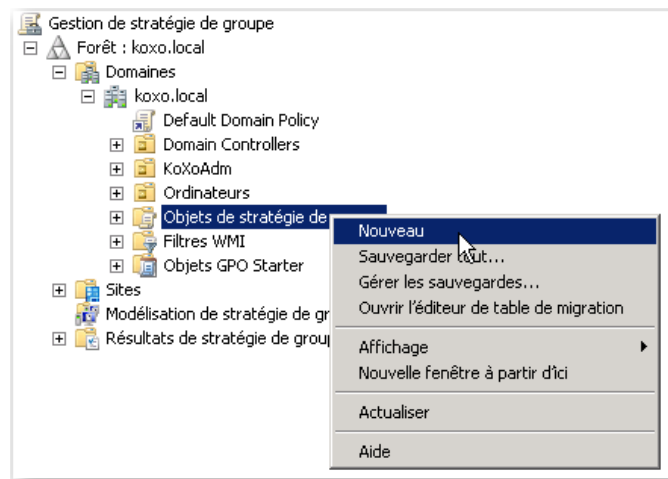 Gestion de stratégie de groupe
Forêt : koxo.local
Domaines
koxo.local
Default Domain Policy
Domain Controllers
KoXoAdm
Ordinateurs
Objets de stratégie de
Filtres WMI
Objets GPO Starter
Sites
Modélisation de stratégie de gr
Résultats de stratégie de group
Nouveau
Sauvegarder tout...
Gérer les sauvegardes...
Ouvrir l'éditeur de table de migration
Affichage
Nouvelle fenêtre à partir d'ici
Actualiser
Aide